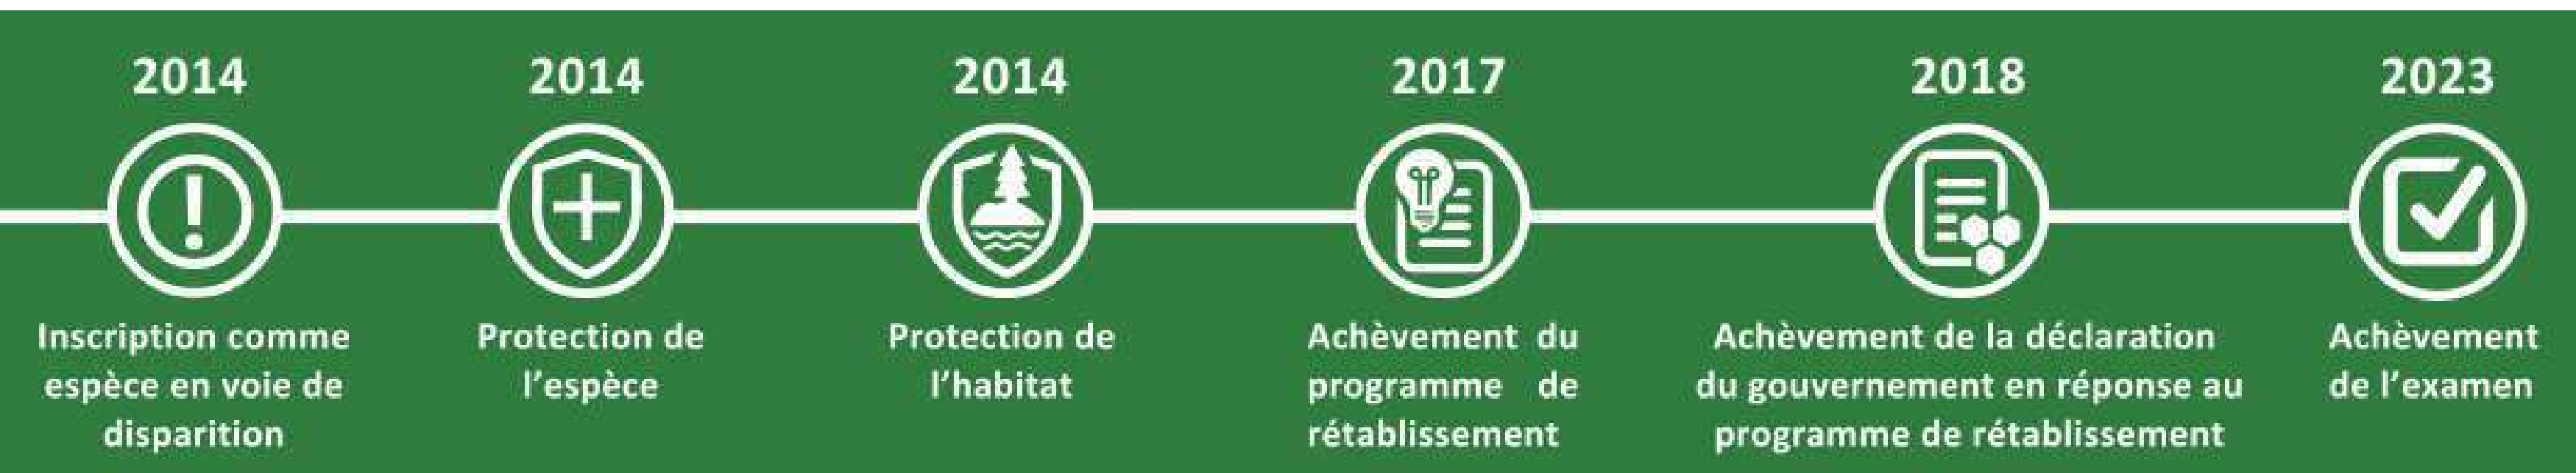 2014
Inscription comme
espèce en voie de
disparition
2014
Protection de
l’espèce
2014
Protection de
l’habitat
2017
Achèvement du
programme de
rétablissement
2018
Achèvement de la déclaration
du gouvernement en réponse au
programme de rétablissement
2023
Achèvement
de l’examen